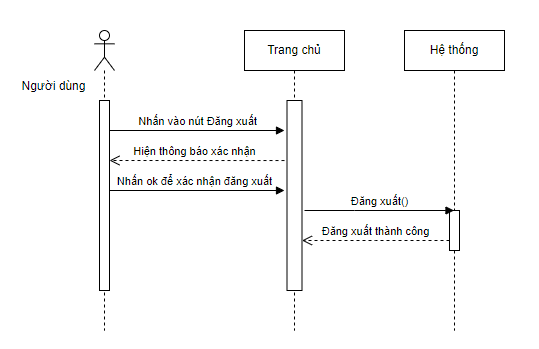 Trang chủ
Hệ thống
Người dùng
Nhấn vào nút Đăng xuất
Hiện thông báo xác nhận
Nhấn ok để xác nhận đăng xuất
Đăng xuất()
Đăng xuất thành công